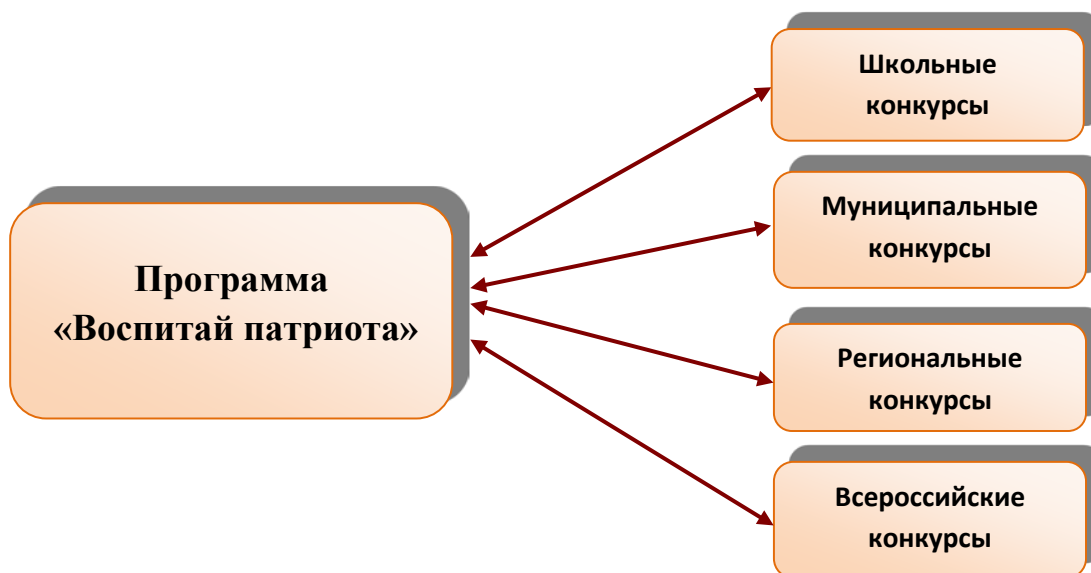 Школьные
конкурсы
Муниципальные
конкурсы
Программа
«Воспитай патриота»
Региональные
конкурсы
Всероссийские
конкурсы